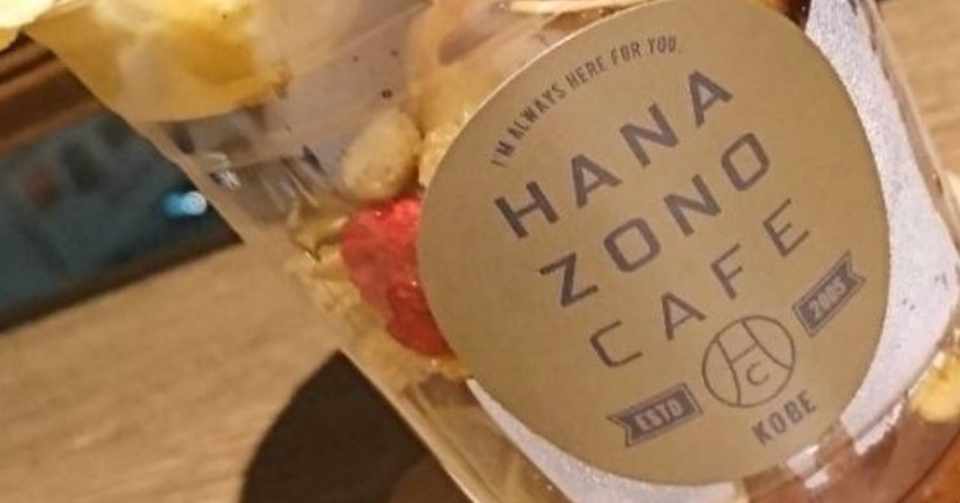 I'M ALWAYS HERE FOR YOU.
HANA
ZONO
CAFE
HC
ESTD
2005
KOBE